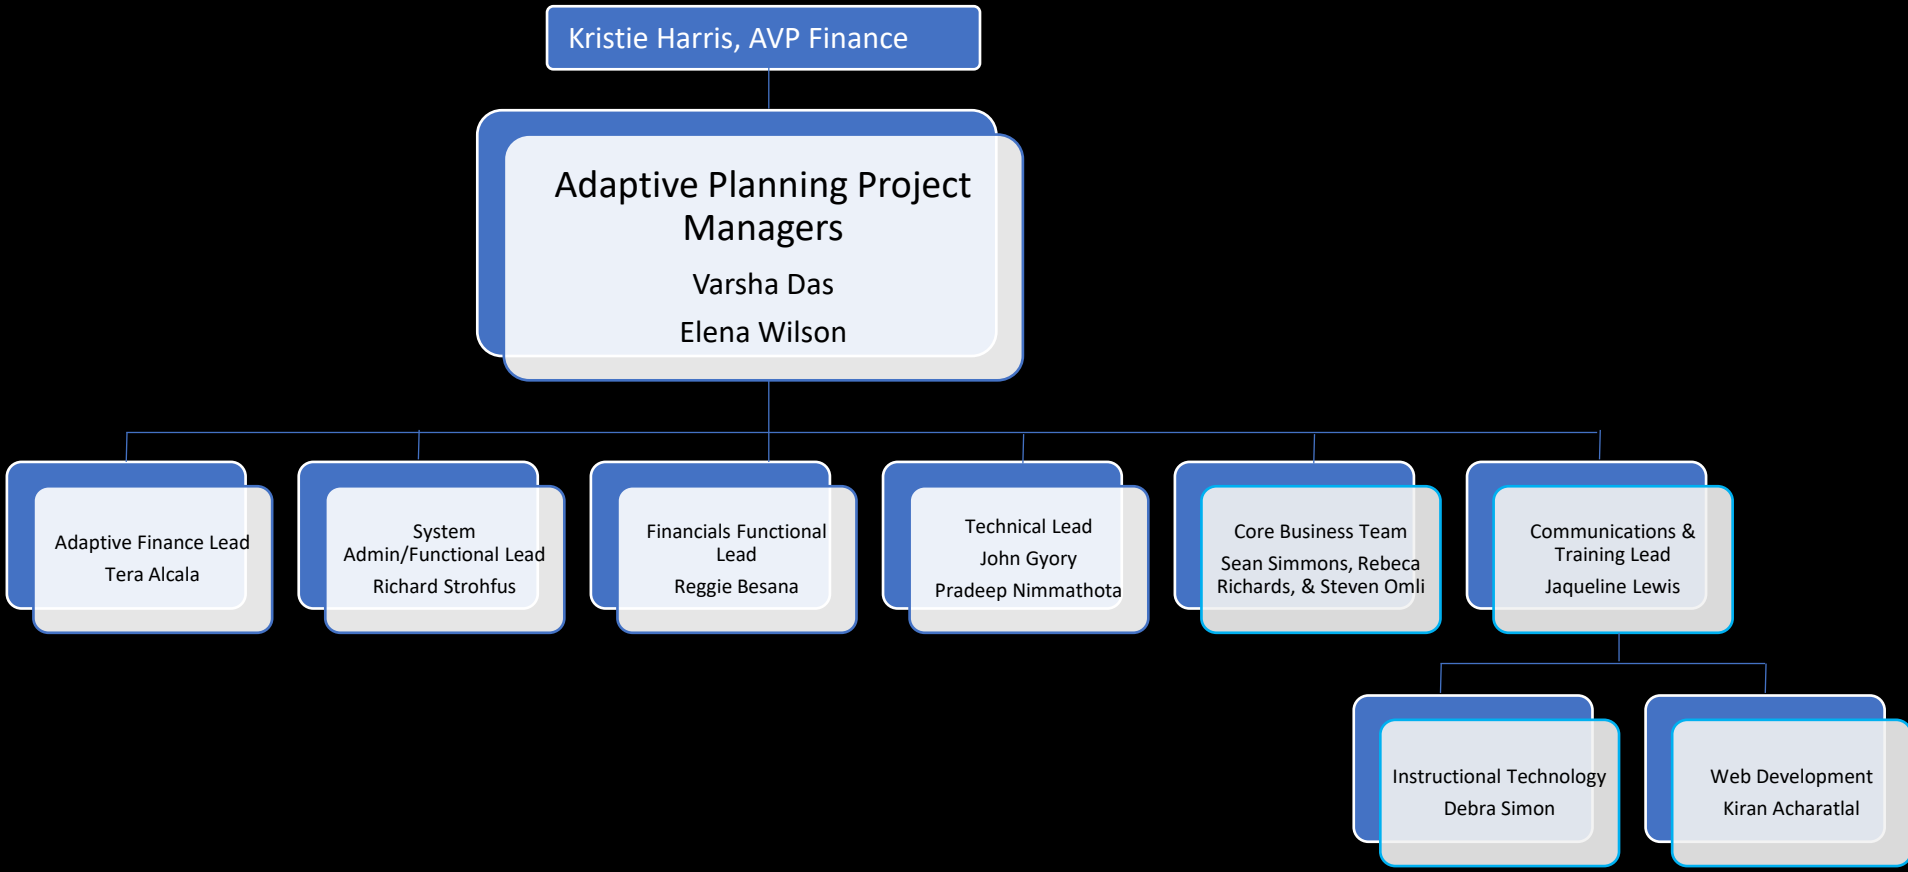 Kristie Harris, AVP Finance
Adaptive Planning Project
Managers
Varsha Das
Elena Wilson
Adaptive Finance Lead
Tera Alcala
System
Admin/Functional Lead
Richard Strohfus
Financials Functional
Lead
Reggie Besana
Technical Lead
John Gyory
Pradeep Nimmathota
Core Business Team
Sean Simmons, Rebeca
Richards, & Steven Omli
Communications &
Training Lead
Jaqueline Lewis
Instructional Technology
Debra Simon
Web Development
Kiran Acharatlal